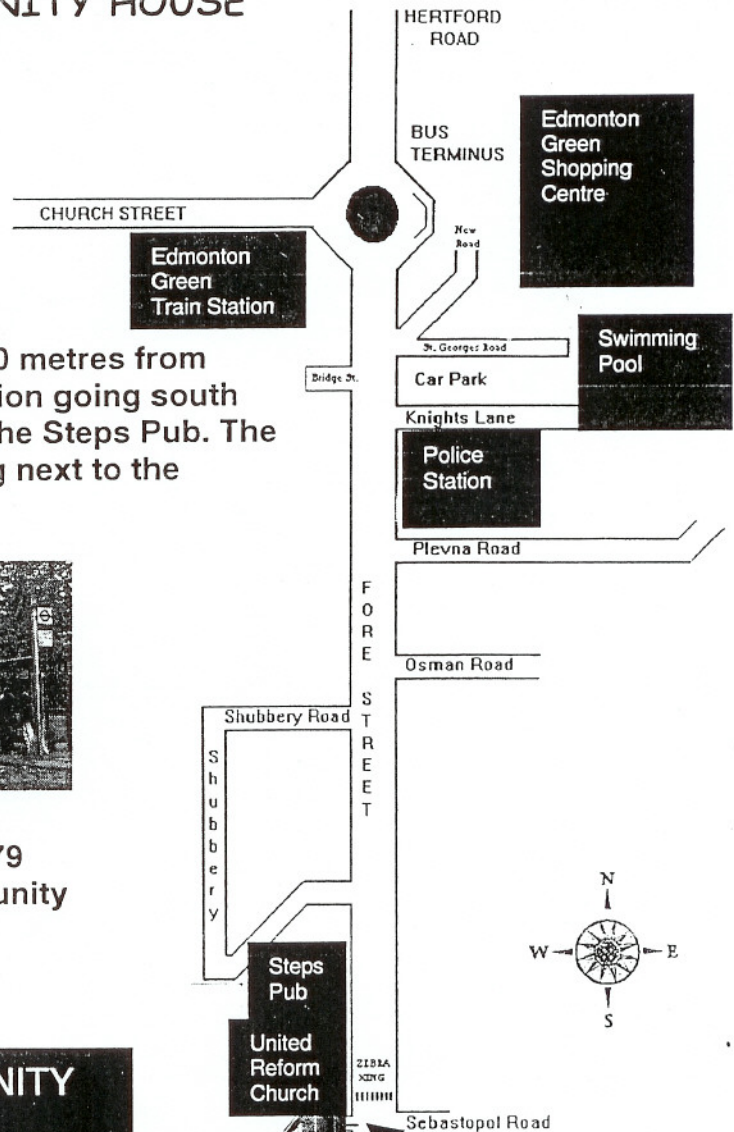 NITY HOUSE
HERTFORD
ROAD
BUS
TERMINUS
Edmonton
Green
Shopping
Centre
CHURCH STREET
New
Road
Edmonton
Green
Train Station
St. Georges Road
Swimming
Pool
0 metres from
ion going south
he Steps Pub. The
g next to the
Bridge St.
Car Park
Knights Lane
Police
Station
Plevna Road
FORE STREET
Osman Road
Shubbery Road
Shubbery
79
unity
N
W
E
S
Steps
Pub
United
Reform
Church
ZEBRA
XING
NITY
Sebastopol Road